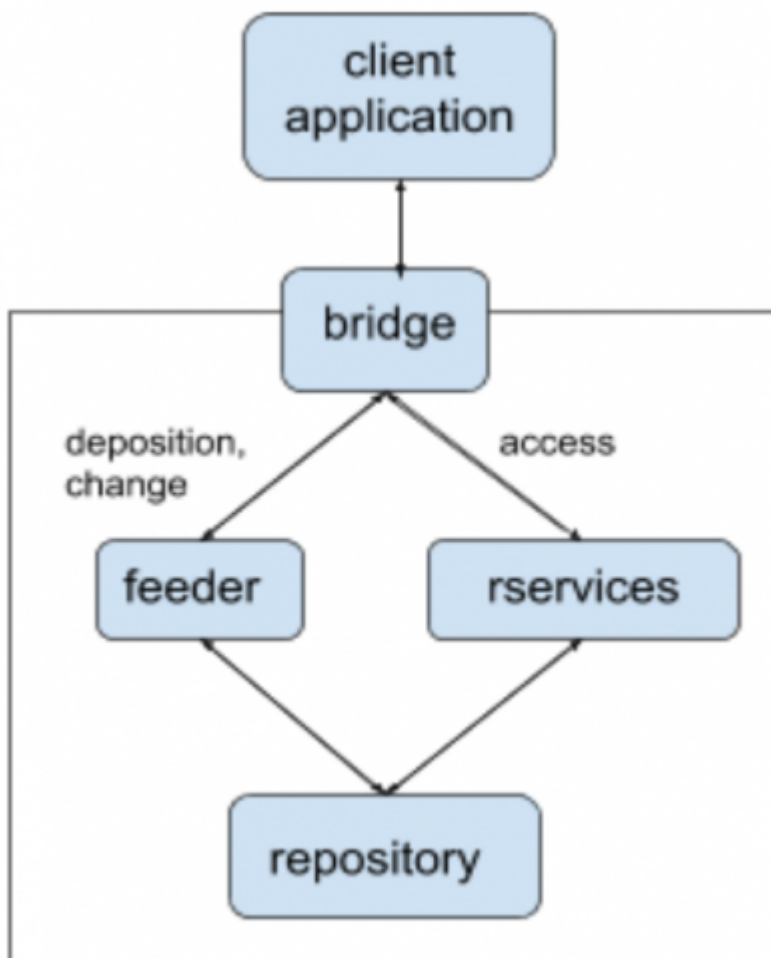 client
application
bridge
deposition,
change
access
feeder
rservices
repository